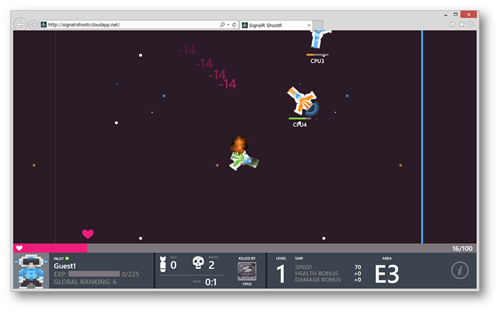 http://signalrshootr.cloudapp.net/
SignalR ShootR
-14
-14
-14
-14
CPU3
CPU4
16/100
PILOT
Guest1
EXP: 0/225
GLOBAL RANKING: 6
0
2
0:1
KILLED BY
CPU3
LEVEL
1
SHIP
SPEED 70
HEALTH BONUS +0
DAMAGE BONUS +0
AREA
E3
i